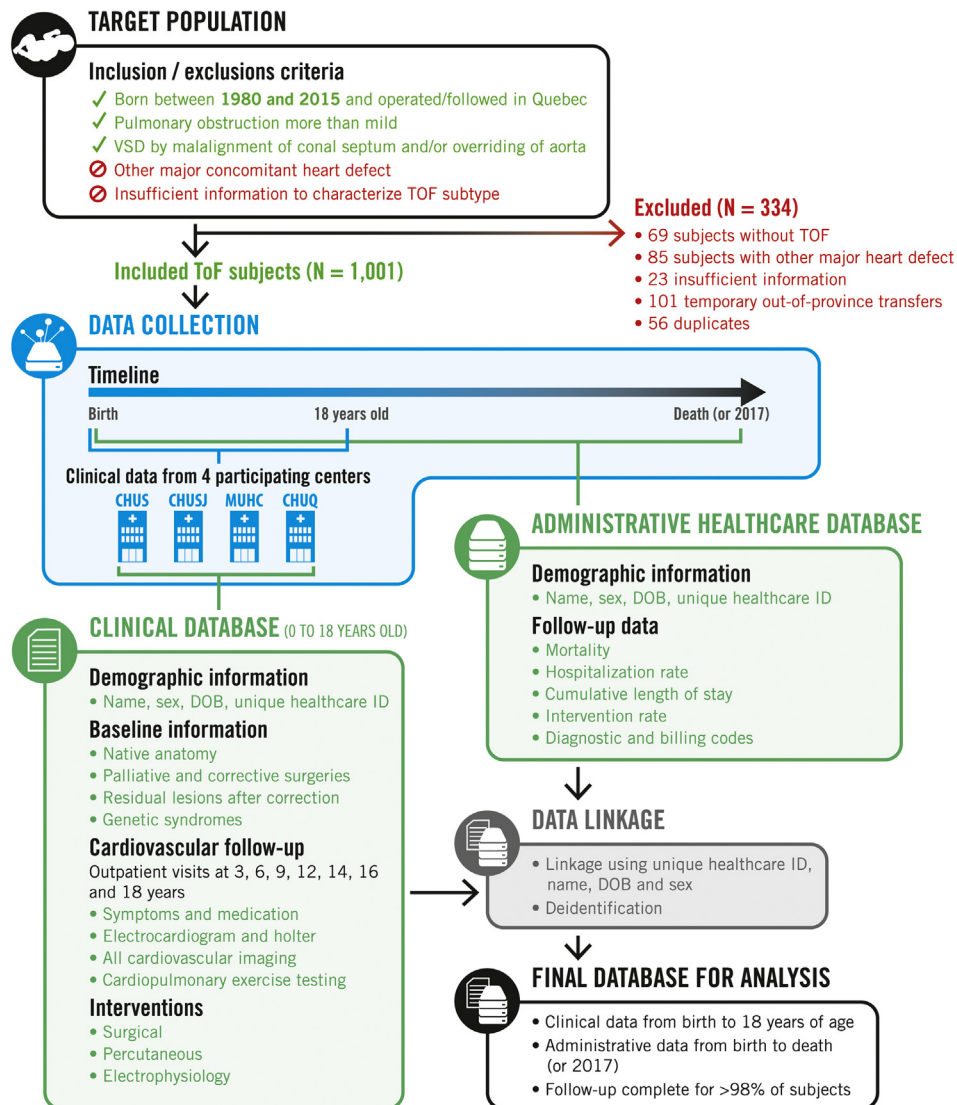 TARGET POPULATION
Inclusion / exclusions criteria
Born between 1980 and 2015 and operated/followed in Quebec
Pulmonary obstruction more than mild
VSD by malalignment of conal septum and/or overriding of aorta
Other major concomitant heart defect
Insufficient information to characterize TOF subtype
Excluded (N = 334)
• 69 subjects without TOF
• 85 subjects with other major heart defect
• 23 insufficient information
• 101 temporary out-of-province transfers
• 56 duplicates
Included ToF subjects (N = 1,001)
DATA COLLECTION
Timeline
Birth
18 years old
Death (or 2017)
Clinical data from 4 participating centers
CHUS
CHUSJ
MUHC
CHUQ
ADMINISTRATIVE HEALTHCARE DATABASE
Demographic information
• Name, sex, DOB, unique healthcare ID
Follow-up data
• Mortality
• Hospitalization rate
• Cumulative length of stay
• Intervention rate
• Diagnostic and billing codes
CLINICAL DATABASE (0 TO 18 YEARS OLD)
Demographic information
• Name, sex, DOB, unique healthcare ID
Baseline information
• Native anatomy
• Palliative and corrective surgeries
• Residual lesions after correction
• Genetic syndromes
Cardiovascular follow-up
Outpatient visits at 3, 6, 9, 12, 14, 16
and 18 years
• Symptoms and medication
• Electrocardiogram and holter
• All cardiovascular imaging
• Cardiopulmonary exercise testing
Interventions
• Surgical
• Percutaneous
• Electrophysiology
DATA LINKAGE
• Linkage using unique healthcare ID,
name, DOB and sex
• Deidentification
FINAL DATABASE FOR ANALYSIS
• Clinical data from birth to 18 years of age
• Administrative data from birth to death
(or 2017)
• Follow-up complete for >98% of subjects